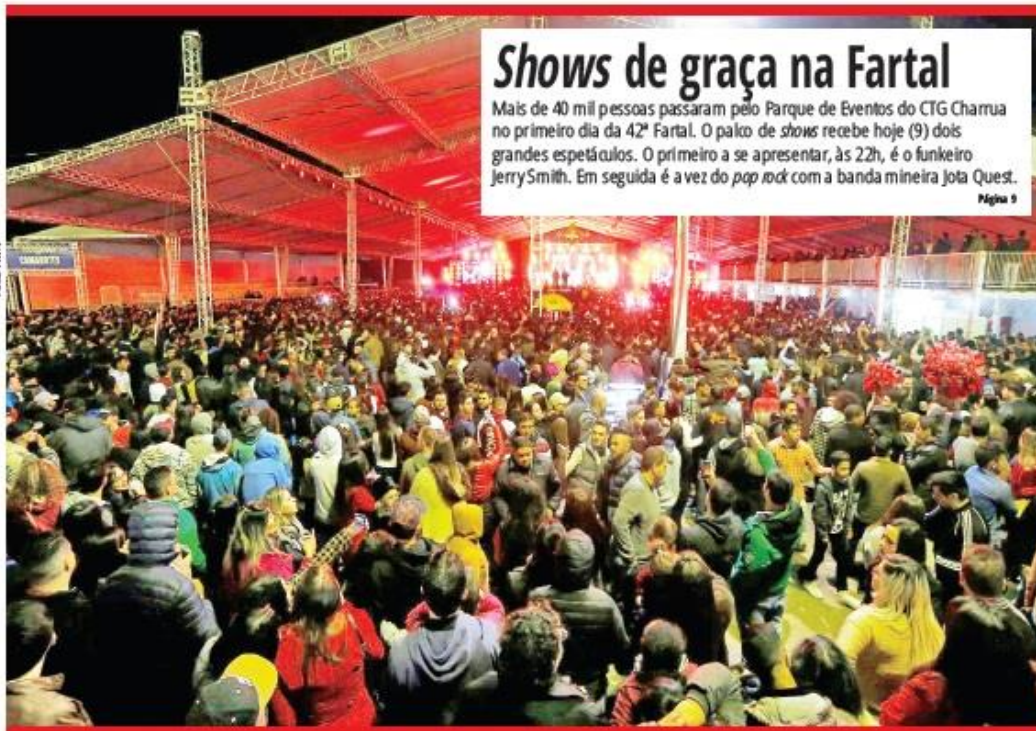 Shows de graça na Fartal
Mais de 40 mil pessoas passaram pelo Parque de Eventos do CTG Charrua
no primeiro dia da 42ª Fartal. O palco de shows recebe hoje (9) dois
grandes espetáculos. O primeiro a se apresentar, às 22h, é o funkeiro
Jerry Smith. Em seguida é a vez do pop rock com a banda mineira Jota Quest.
Página 9
CAMAROTES